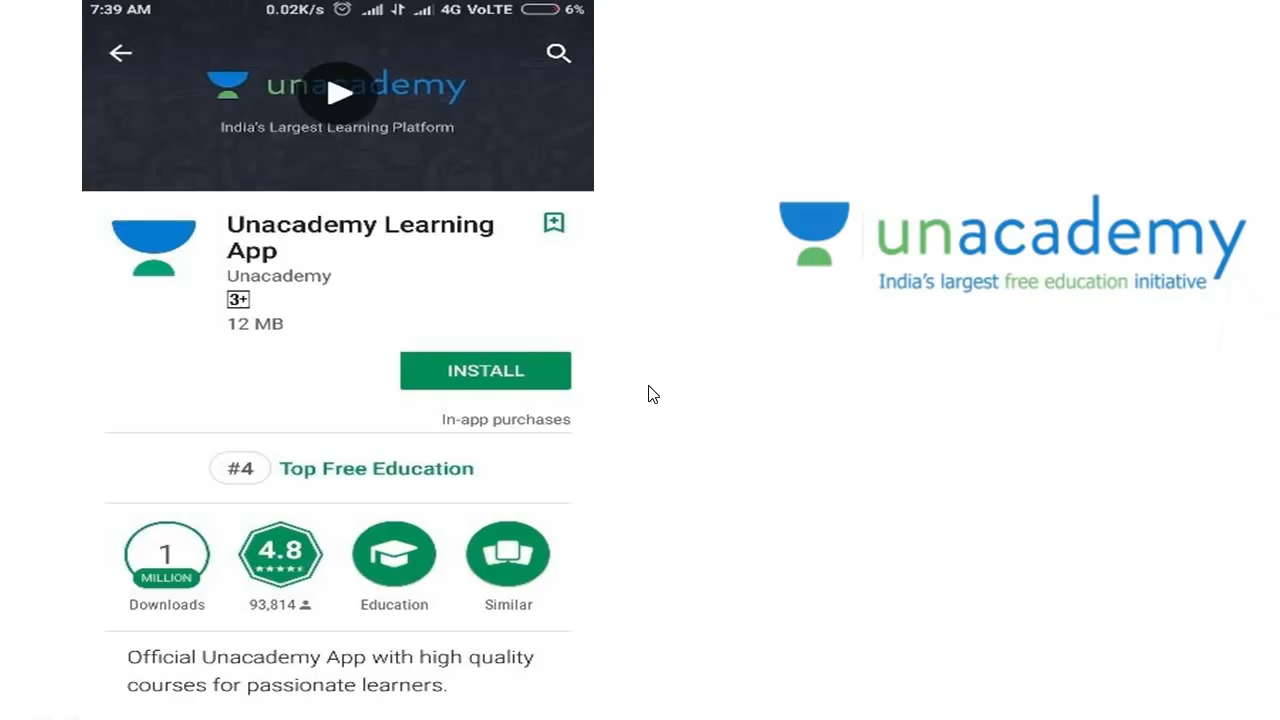 7:39 AM 0.02K/s 4G VoLTE 6%
unacademy
India's Largest Learning Platform
Unacademy Learning
App
Unacademy
3+
12 MB
INSTALL
In-app purchases
#4 Top Free Education
1
MILLION
Downloads
4.8
93,814
Education
Similar
Official Unacademy App with high quality
courses for passionate learners.
unacademy
India's largest free education initiative